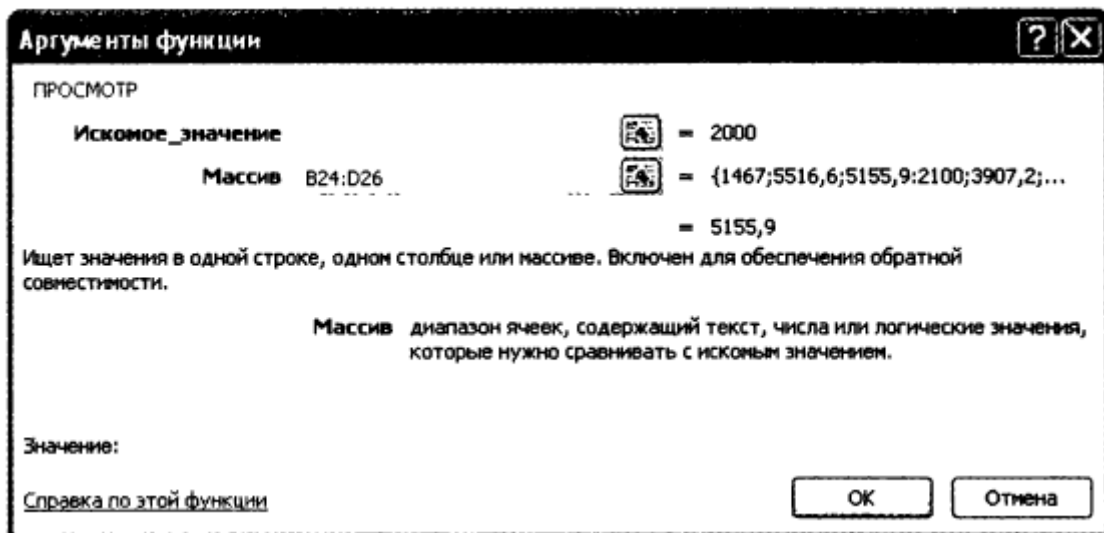 Аргументы функции
ПРОСМОТР
Искомое_значение = 2000
Массив B24:D26 = {1467;5516,6;5155,9:2100;3907,2;...
= 5155,9
Ищет значения в одной строке, одном столбце или массиве. Включен для обеспечения обратной
совместимости.
Массив диапазон ячеек, содержащий текст, числа или логические значения,
которые нужно сравнивать с искомым значением.
Значение:
Справка по этой функции
OK
Отмена